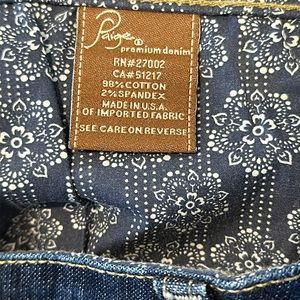 Paige
premium denim
RN#27002
CA#51217
98% COTTON
2% SPANDEX
MADE IN U.S.A.
OF IMPORTED FABRIC
SEE CARE ON REVERSE